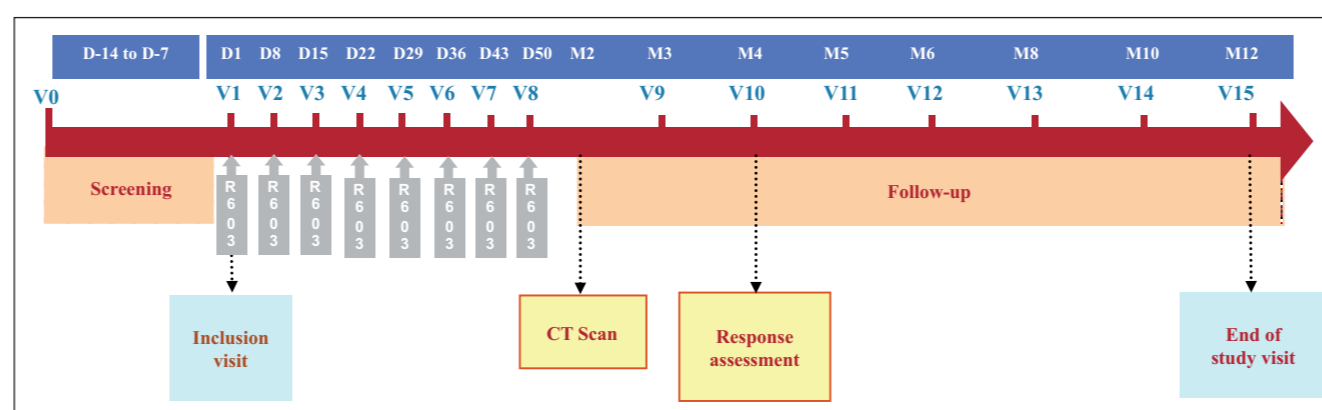 D-14 to D-7 D1 D8 D15 D22 D29 D36 D43 D50 M2 M3 M4 M5 M6 M8 M10 M12
V0 V1 V2 V3 V4 V5 V6 V7 V8 V9 V10 V11 V12 V13 V14 V15
Screening
R603 R603 R603 R603 R603 R603 R603 R603
Follow-up
Inclusion
visit
CT Scan
Response
assessment
End of
study visit